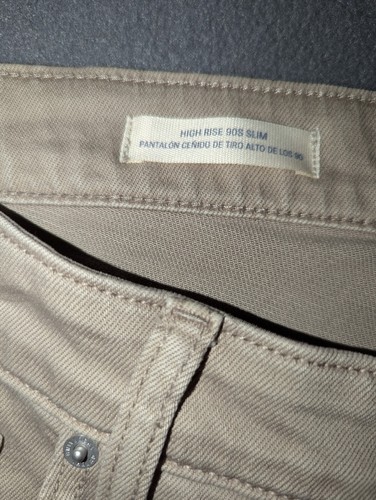 HIGH RISE 90S SLIM
PANTALÓN CEÑIDO DE TIRO ALTO DE LOS 90